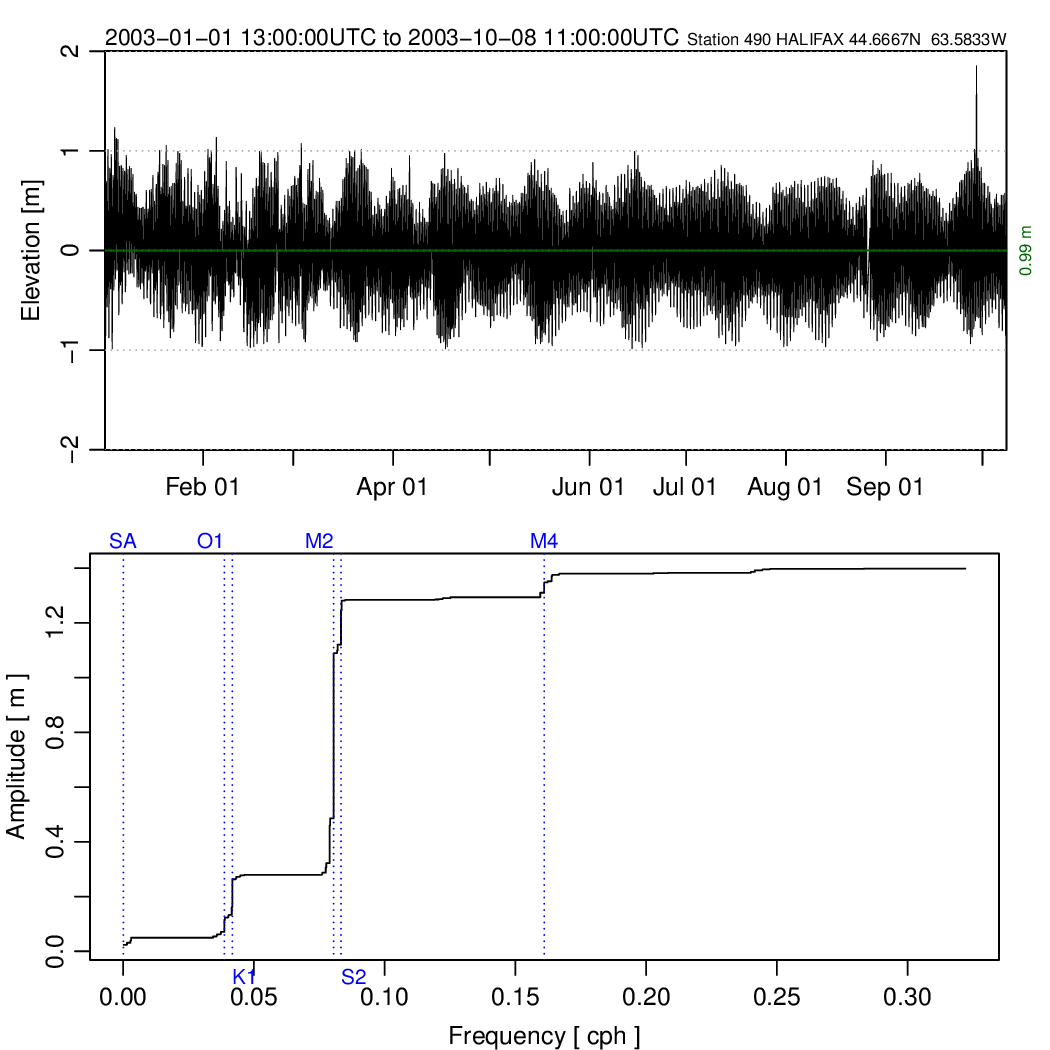 2003−01−01 13:00:00UTC to 2003−10−08 11:00:00UTC Station 490 HALIFAX 44.6667N 63.5833W
2
1
0
−1
−2
Elevation [m]
0.99 m
Feb 01 Apr 01 Jun 01 Jul 01 Aug 01 Sep 01
SA O1 M2 M4
1.2
0.8
0.4
0.0
Amplitude [ m ]
K1 S2
0.00 0.05 0.10 0.15 0.20 0.25 0.30
Frequency [ cph ]